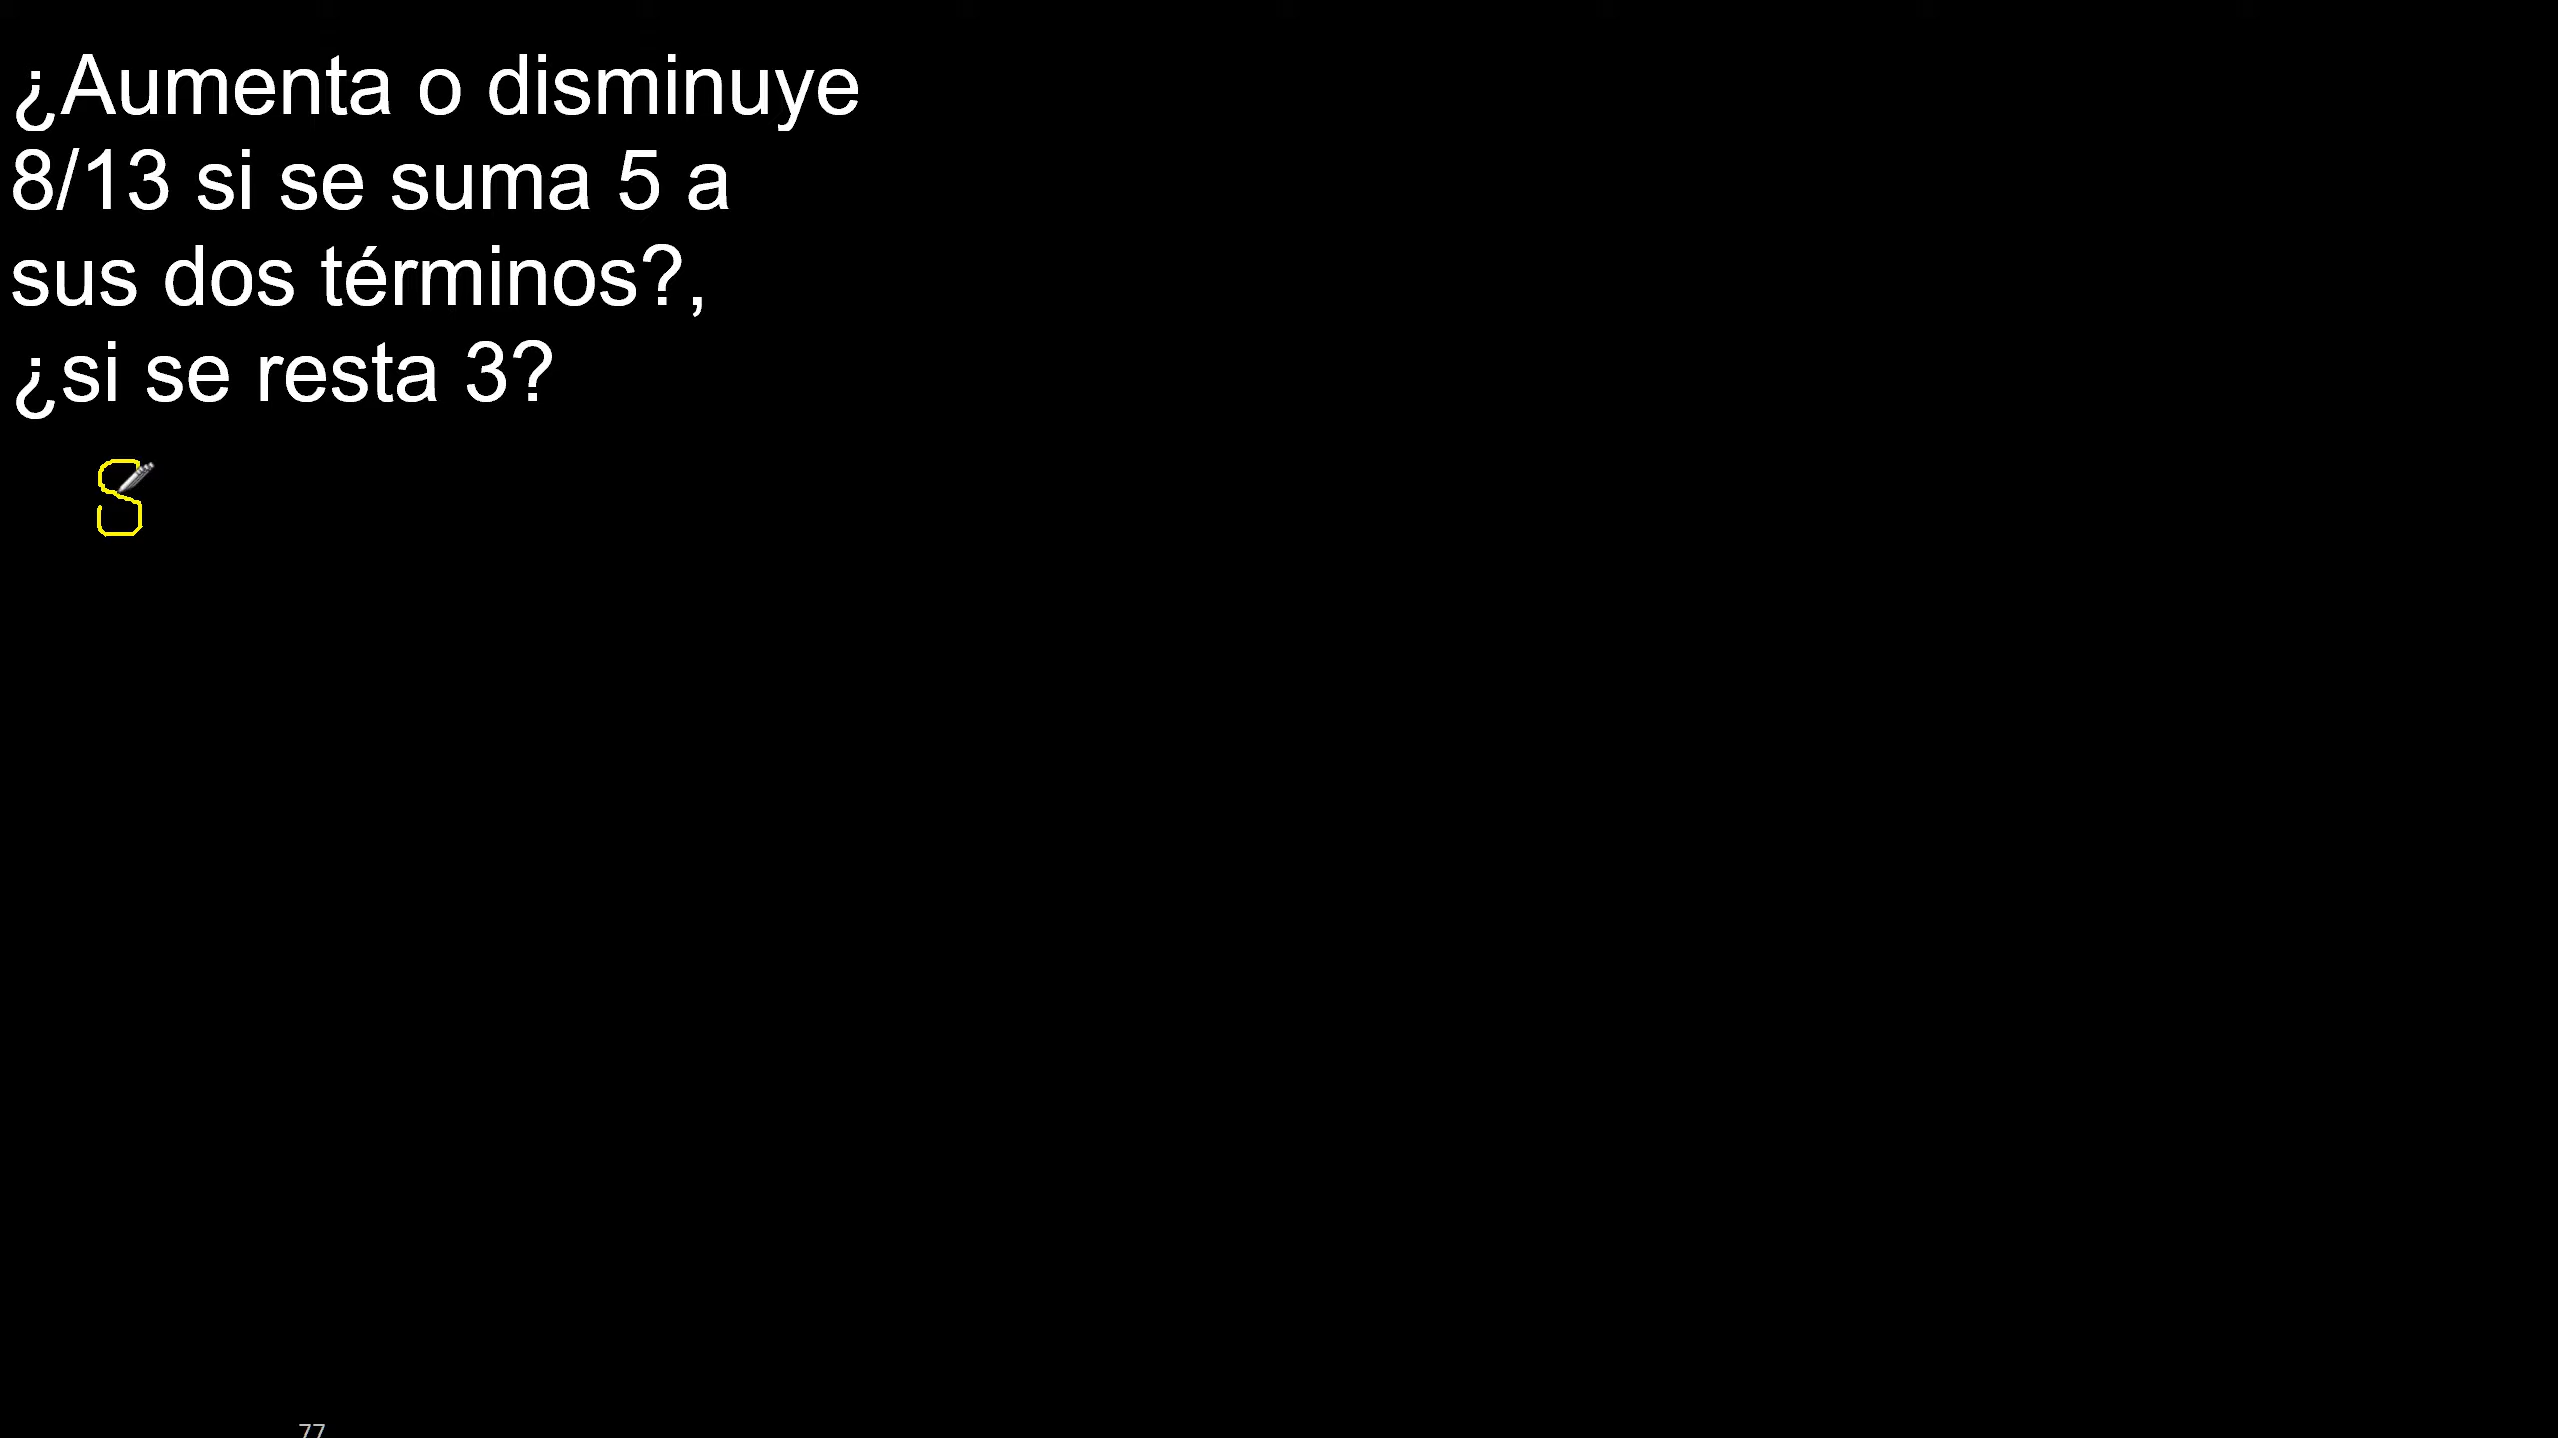 ¿Aumenta o disminuye
8/13 si se suma 5 a
sus dos términos?,
¿si se resta 3?
8
77